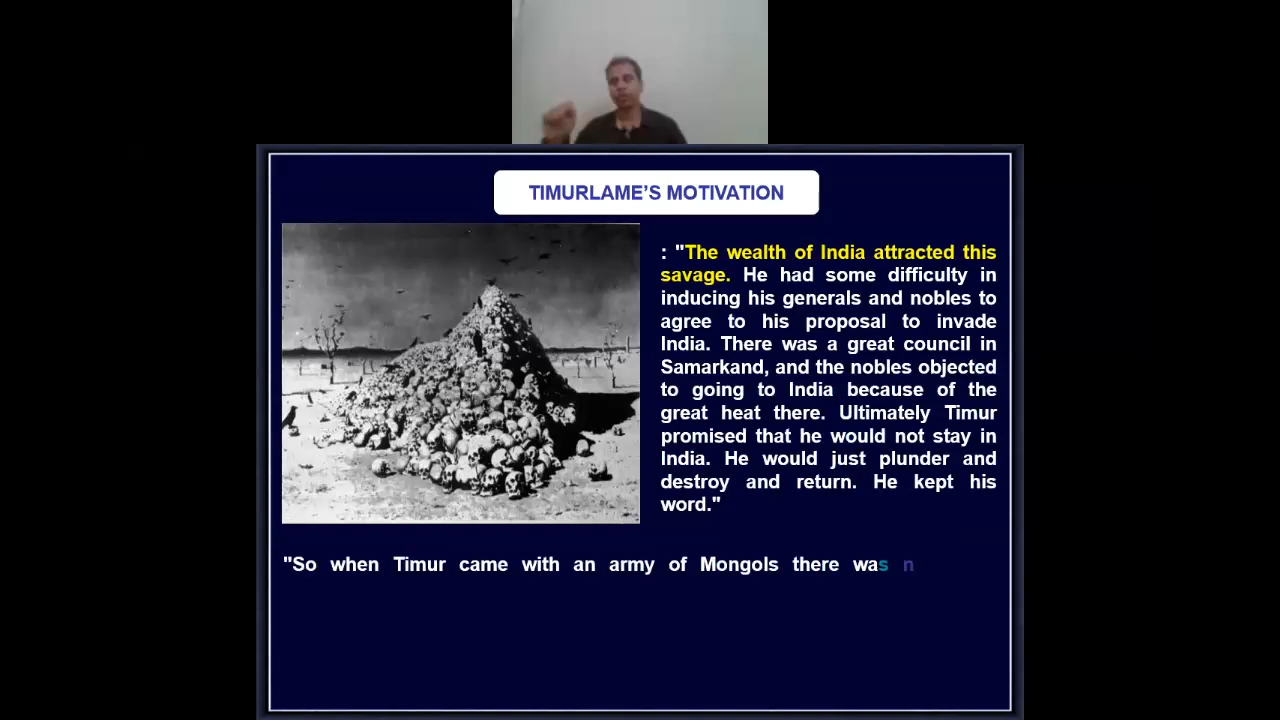 TIMURLAME’S MOTIVATION
: "The wealth of India attracted this
savage. He had some difficulty in
inducing his generals and nobles to
agree to his proposal to invade
India. There was a great council in
Samarkand, and the nobles objected
to going to India because of the
great heat there. Ultimately Timur
promised that he would not stay in
India. He would just plunder and
destroy and return. He kept his
word."
"So when Timur came with an army of Mongols there was n